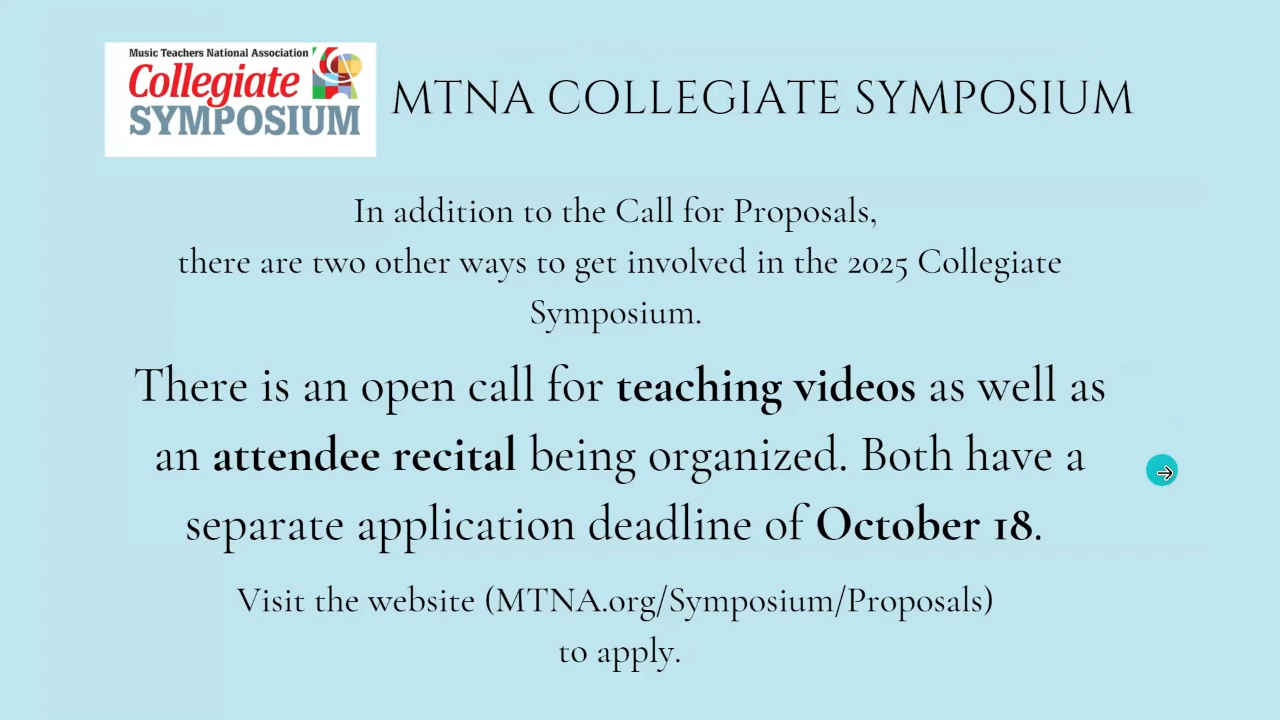 Music Teachers National Association
Collegiate
SYMPOSIUM
MTNA COLLEGIATE SYMPOSIUM
In addition to the Call for Proposals,
there are two other ways to get involved in the 2025 Collegiate
Symposium.
There is an open call for teaching videos as well as
an attendee recital being organized. Both have a
separate application deadline of October 18.
Visit the website (MTNA.org/Symposium/Proposals)
to apply.